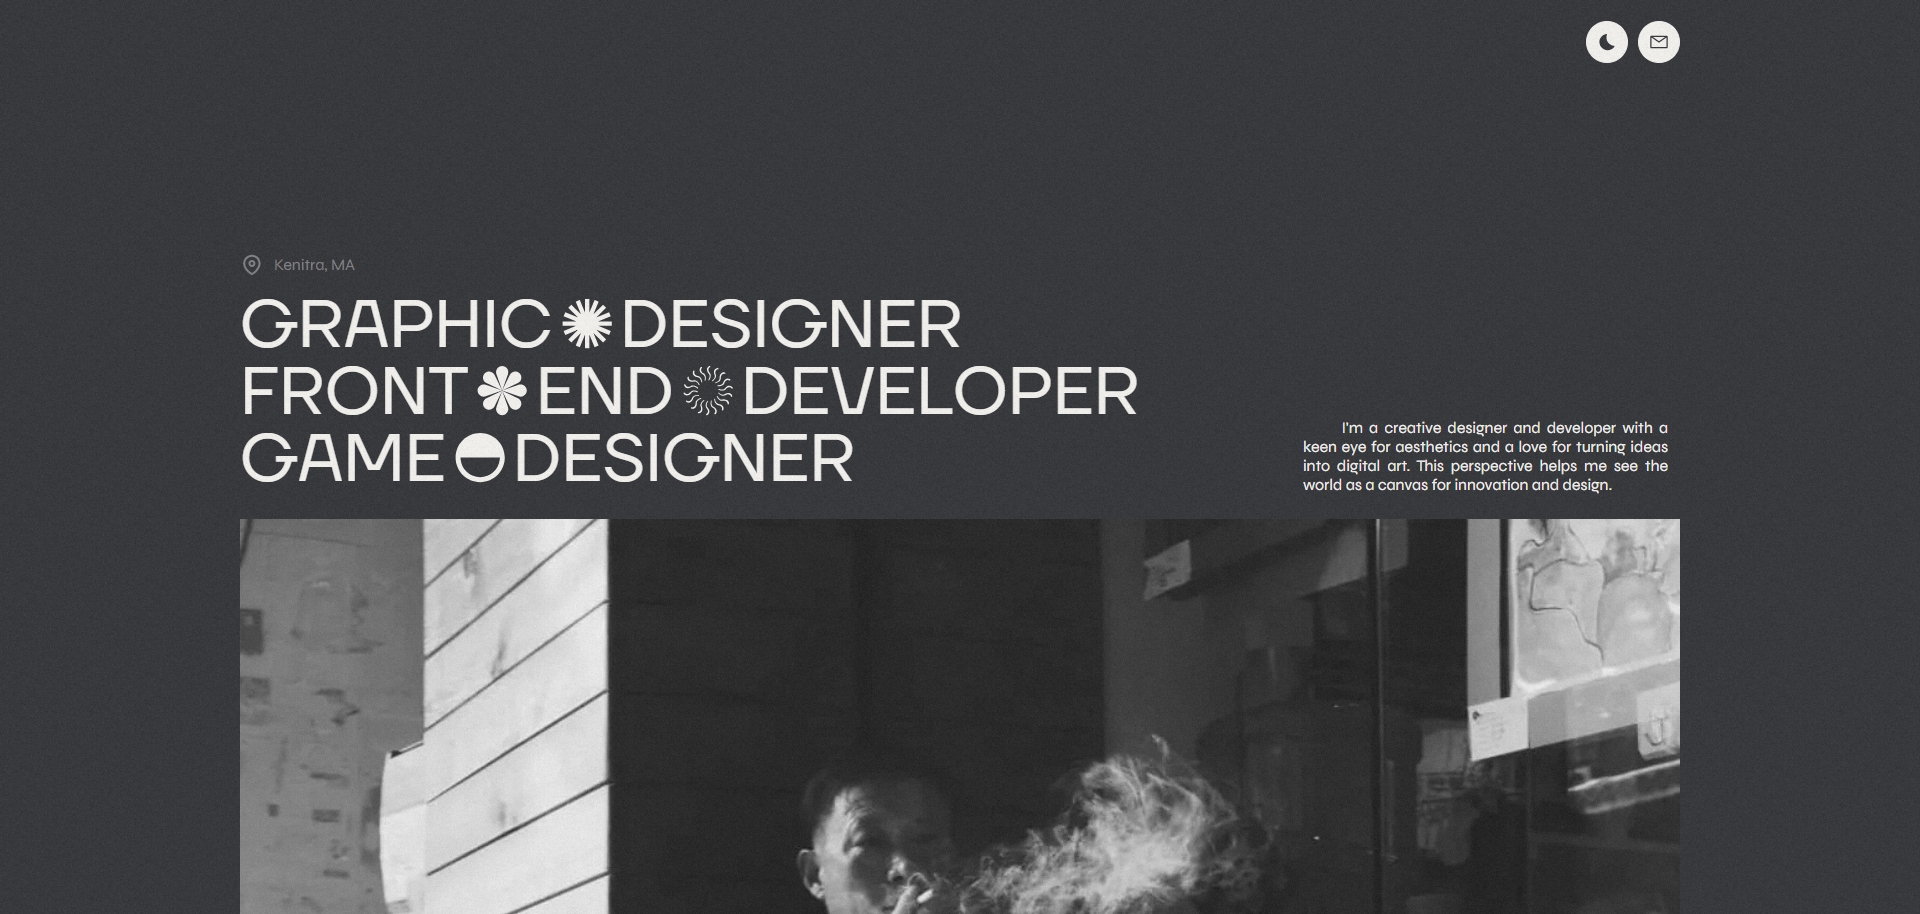 Kenitra, MA
GRAPHIC DESIGNER
FRONT END DEVELOPER
GAME DESIGNER
I'm a creative designer and developer with a
keen eye for aesthetics and a love for turning ideas
into digital art. This perspective helps me see the
world as a canvas for innovation and design.